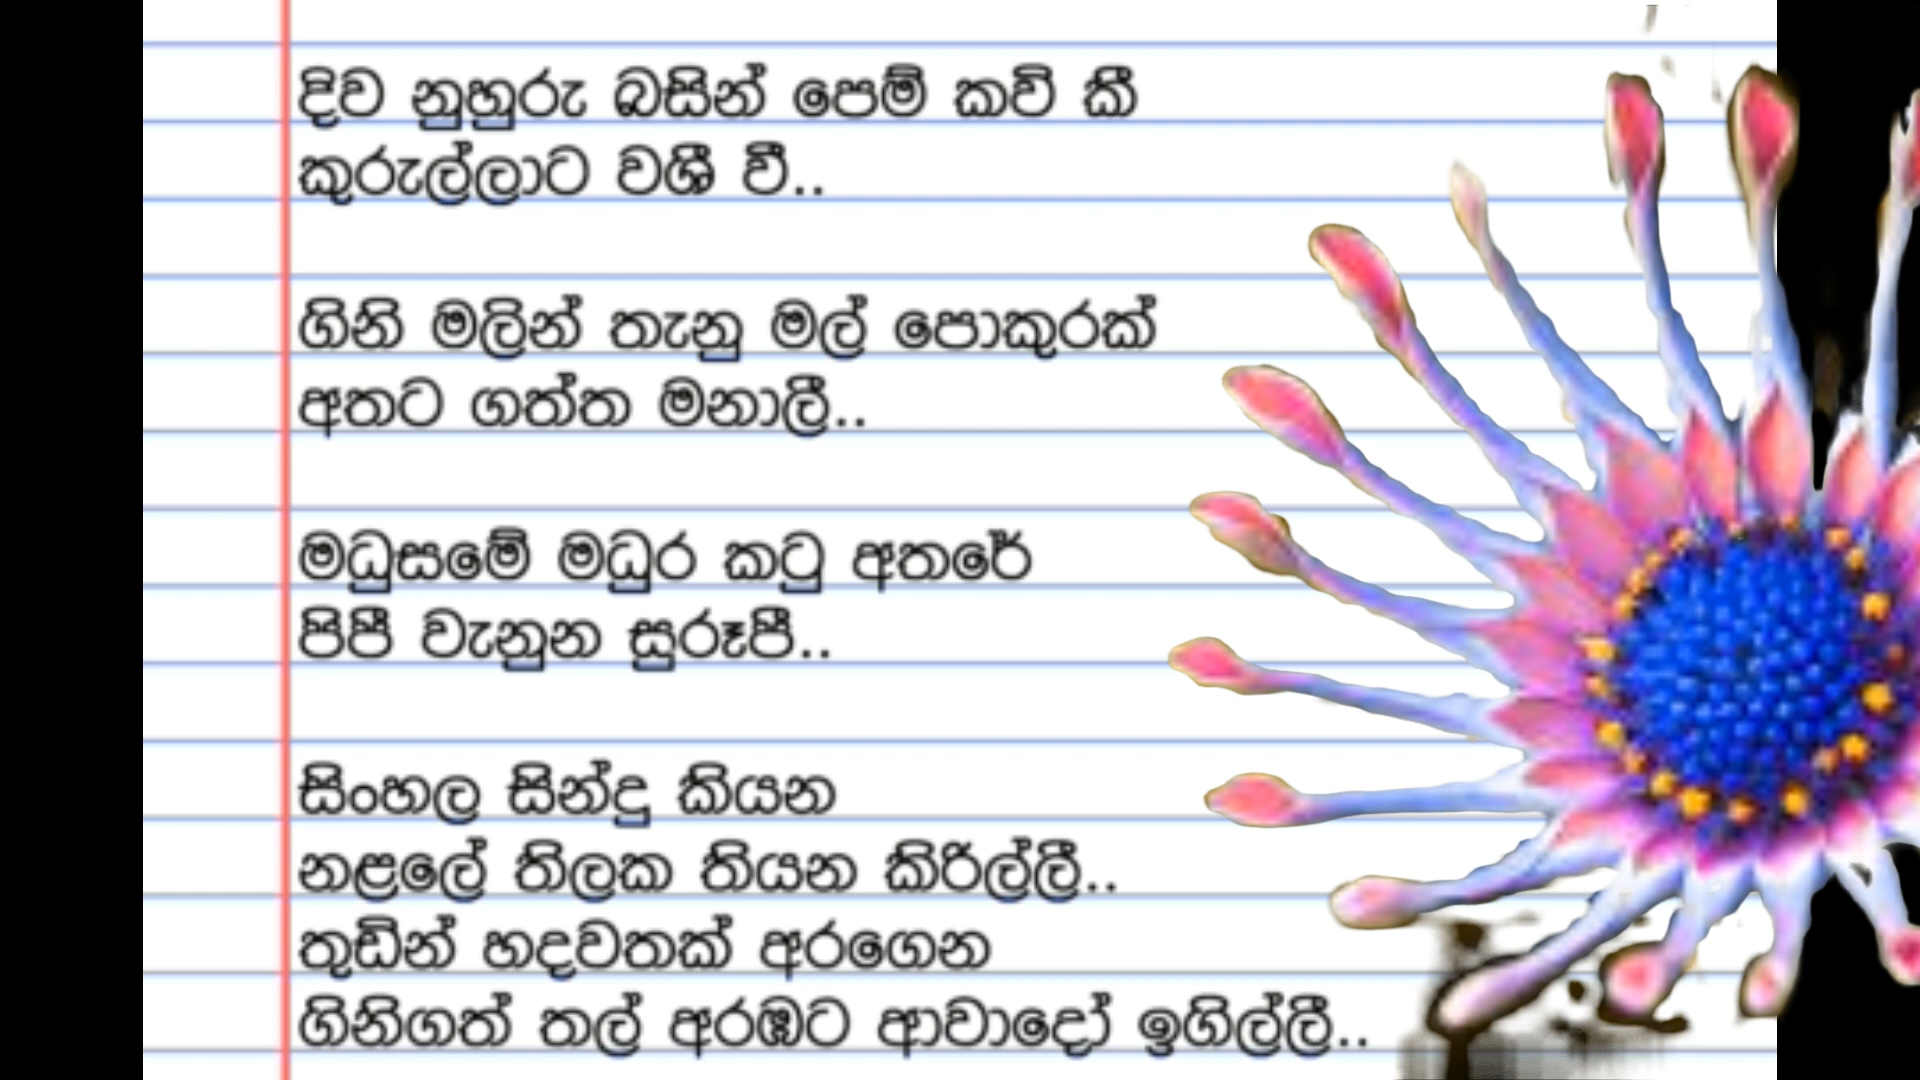 දිව නුහුරු බසින් පෙම් කවි කී
කුරුල්ලාට වශී වී..
ගිනි මලින් තැනූ මල් පොකුරක්
අතට ගත්ත මනාලී..
මධුසමේ මධුර කටු අතරේ
පිපී වැනුන සුරූපී..
සිංහල සින්දු කියන
නළලේ තිලක තියන කිරිල්ලී..
තුඩින් හදවතක් අරගෙන
ගිනිගත් තල් අරඹට ආවාදෝ ඉගිල්ලී..